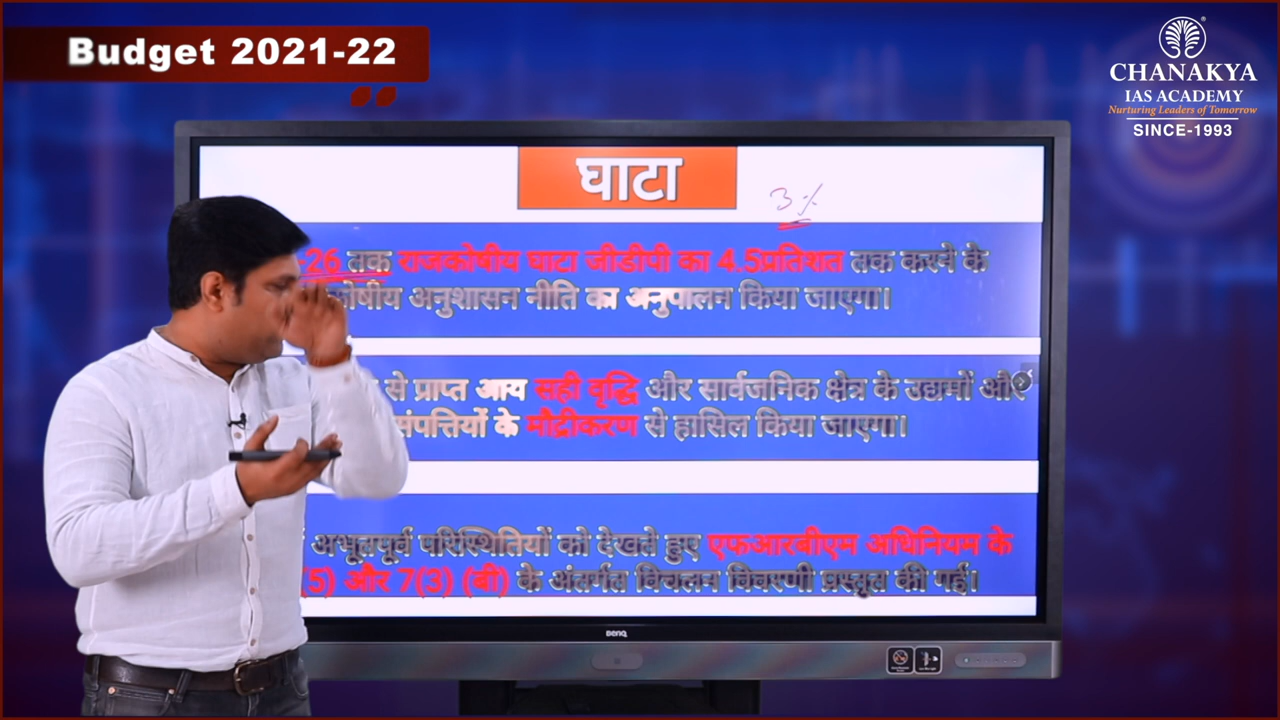 Budget 2021-22
CHANAKYA
IAS ACADEMY
Nurturing Leaders of Tomorrow
SINCE-1993
घाटा
3%
-26 तक राजकोषीय घाटा जीडीपी का 4.5प्रतिशत तक करने के
अनुशासन नीति का अनुपालन किया जाएगा।
से प्राप्त आय सही वृद्धि और सार्वजनिक क्षेत्र के उद्यमों और
संपत्तियों के मौद्रीकरण से हासिल किया जाएगा।
अभूतपूर्व परिस्थितियों को देखते हुए एफआरबीएम अधिनियम के
(5) और 7(3) (बी) के अंतर्गत विचलन विवरणी प्रस्तुत की गई।
BenQ